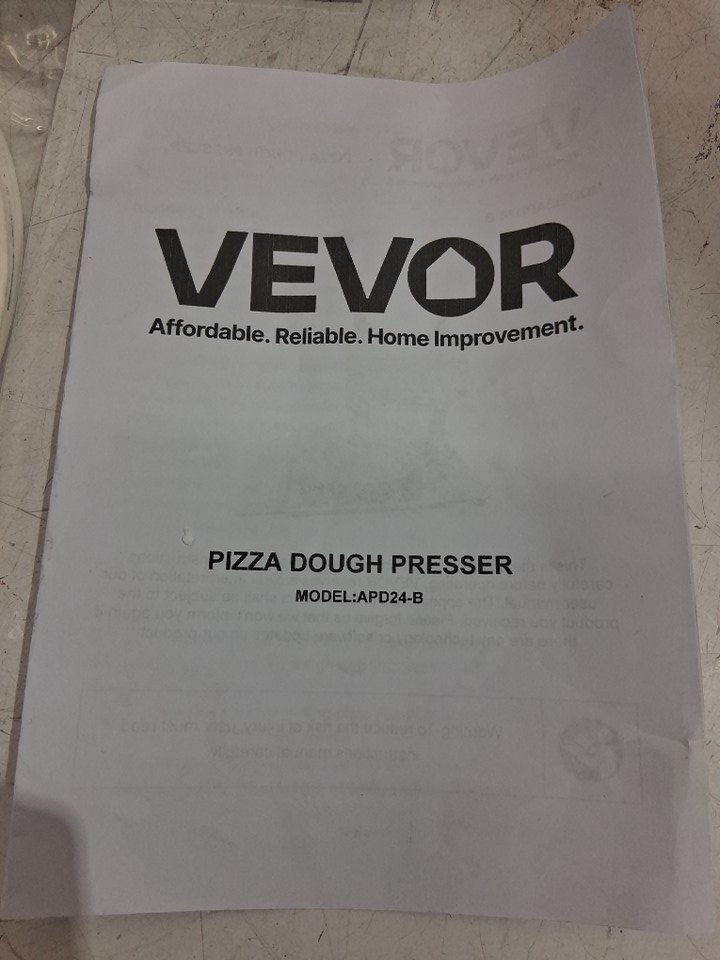 VEVOR
Affordable. Reliable. Home Improvement.
PIZZA DOUGH PRESSER
MODEL:APD24-B